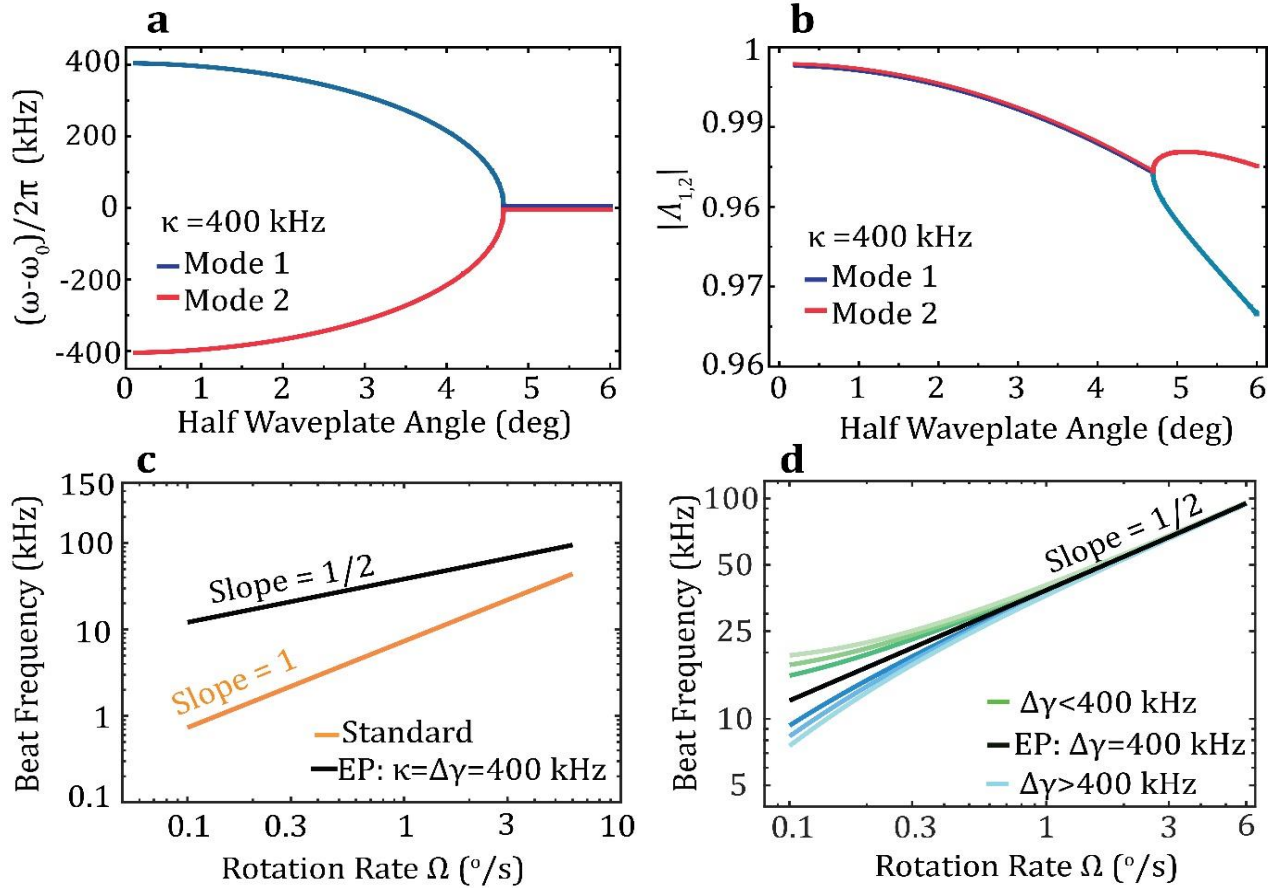 a
(ω-ω₀)/2π (kHz)
400
200
0
-200
-400
κ =400 kHz
Mode 1
Mode 2
0 1 2 3 4 5 6
Half Waveplate Angle (deg)
b
|Λ₁,₂|
1
0.99
0.96
0.97
0.96
κ =400 kHz
Mode 1
Mode 2
0 1 2 3 4 5 6
Half Waveplate Angle (deg)
c
Beat Frequency (kHz)
150
100
10
1
0.1
Slope = 1/2
Slope = 1
Standard
EP: κ=Δγ=400 kHz
0.1 0.3 1 3 10
Rotation Rate Ω (°/s)
d
Beat Frequency (kHz)
100
50
25
10
5
Slope = 1/2
Δγ<400 kHz
EP: Δγ=400 kHz
Δγ>400 kHz
0.1 0.3 1 3 6
Rotation Rate Ω (°/s)